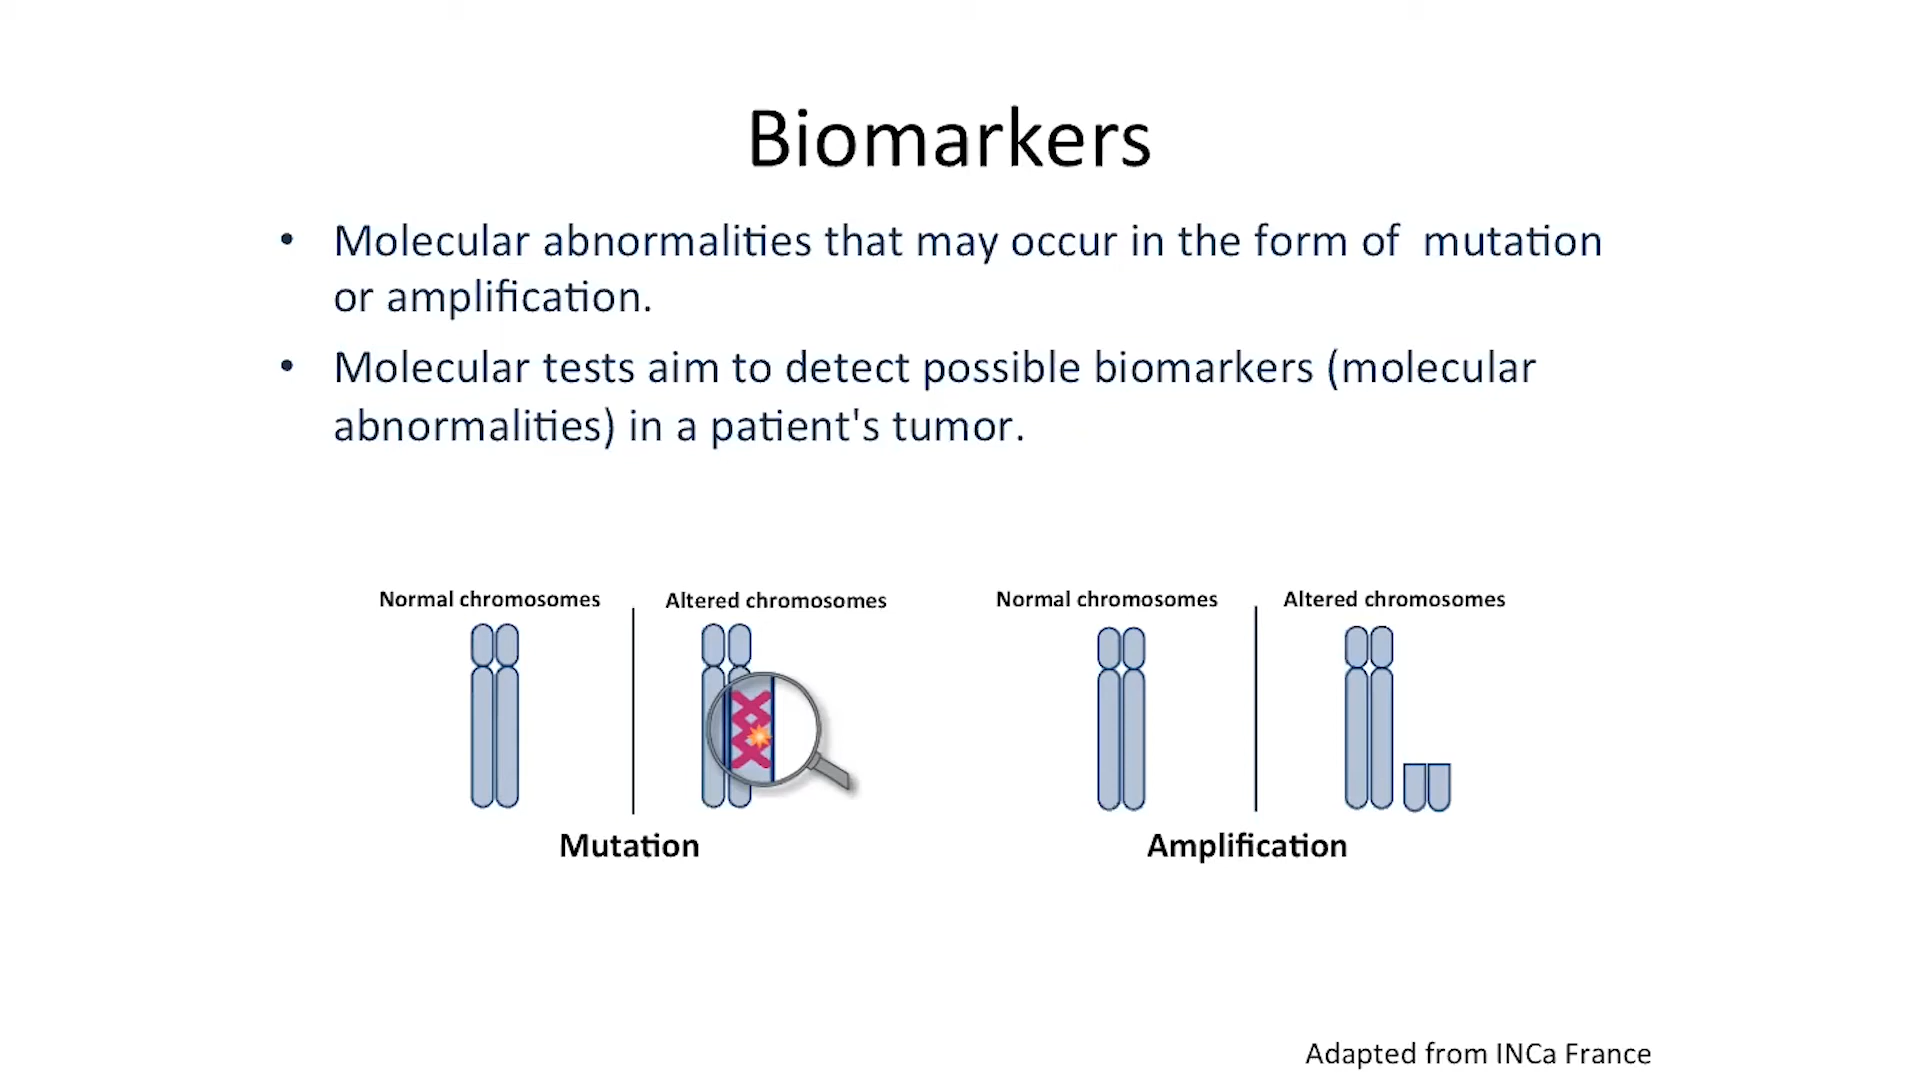 Biomarkers
• Molecular abnormalities that may occur in the form of  mutation
or amplification.
• Molecular tests aim to detect possible biomarkers (molecular
abnormalities) in a patient's tumor.
Normal chromosomes
Altered chromosomes
Mutation
Normal chromosomes
Altered chromosomes
Amplification
Adapted from INCa France